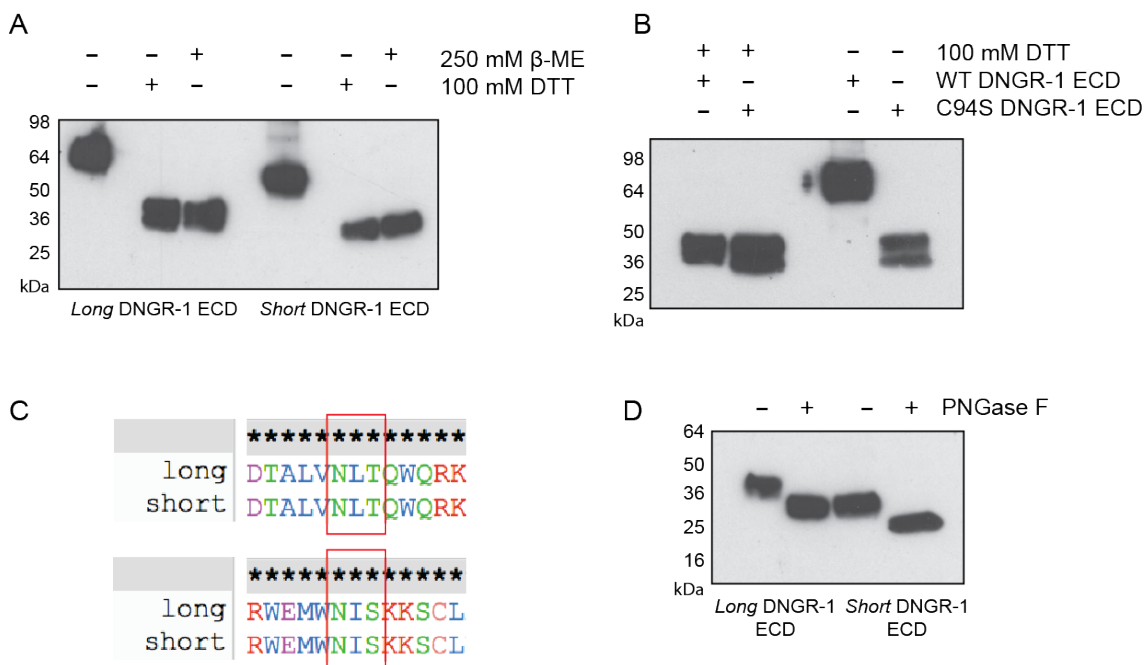 A
– – + – – + 250 mM β-ME
– + – – + – 100 mM DTT
98
64
50
36
25
kDa
Long DNGR-1 ECD Short DNGR-1 ECD
B
+ + – – 100 mM DTT
+ – + – WT DNGR-1 ECD
– + – + C94S DNGR-1 ECD
98
64
50
36
25
kDa
C
***************
long DTALVNLTQWQRK
short DTALVNLTQWQRK
***************
long RWEMWNISKKSCL
short RWEMWNISKKSCL
D
– + – + PNGase F
64
50
36
25
16
kDa
Long DNGR-1 Short DNGR-1
ECD ECD